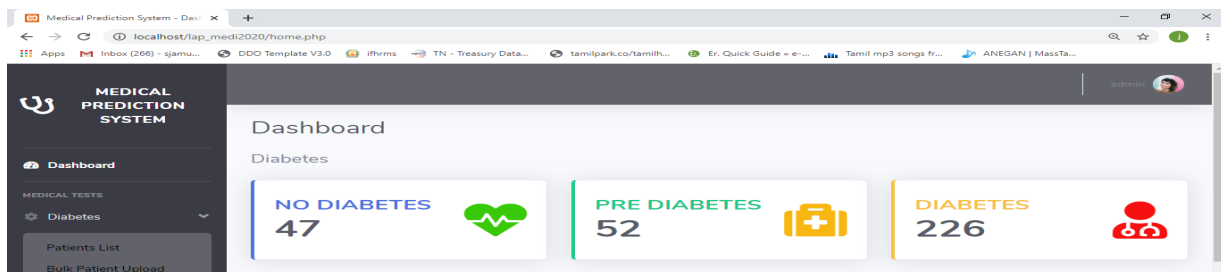 Medical Prediction System - Das
localhost/lap_medi2020/home.php
Apps Inbox (266) - sjamu... DDO Template V3.0 ifhrms TN - Treasury Data... tamilpark.co/tamilh... Er. Quick Guide » e-... Tamil mp3 songs fr... ANEGAN | MassTa...
MEDICAL
PREDICTION
SYSTEM
admin
Dashboard
Diabetes
Dashboard
MEDICAL TESTS
Diabetes
Patients List
Bulk Patient Upload
NO DIABETES
47
PRE DIABETES
52
DIABETES
226